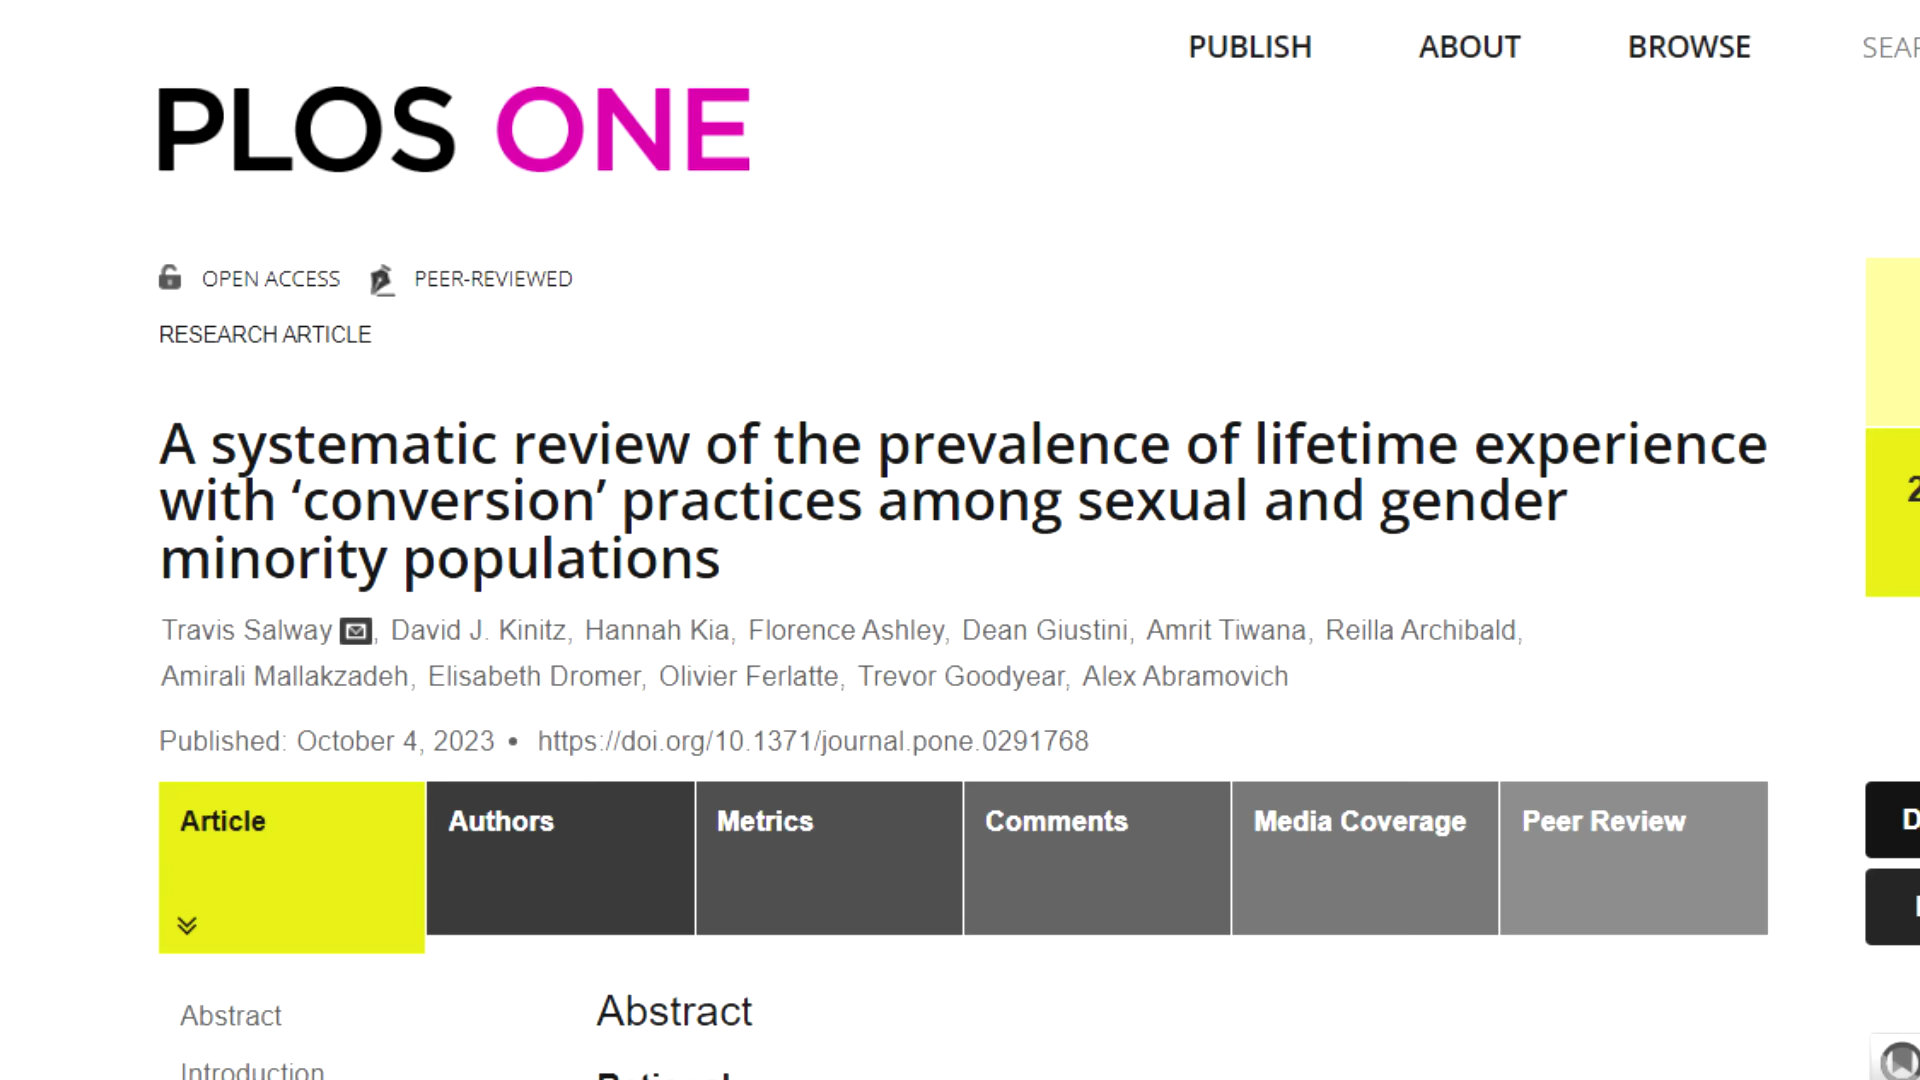 PUBLISH ABOUT BROWSE
PLOS ONE
OPEN ACCESS PEER-REVIEWED
RESEARCH ARTICLE
A systematic review of the prevalence of lifetime experience
with ‘conversion’ practices among sexual and gender
minority populations
Travis Salway, David J. Kinitz, Hannah Kia, Florence Ashley, Dean Giustini, Amrit Tiwana, Reilla Archibald,
Amirali Mallakzadeh, Elisabeth Dromer, Olivier Ferlatte, Trevor Goodyear, Alex Abramovich
Published: October 4, 2023 • https://doi.org/10.1371/journal.pone.0291768
Article Authors Metrics Comments Media Coverage Peer Review
Abstract
Abstract
Introduction